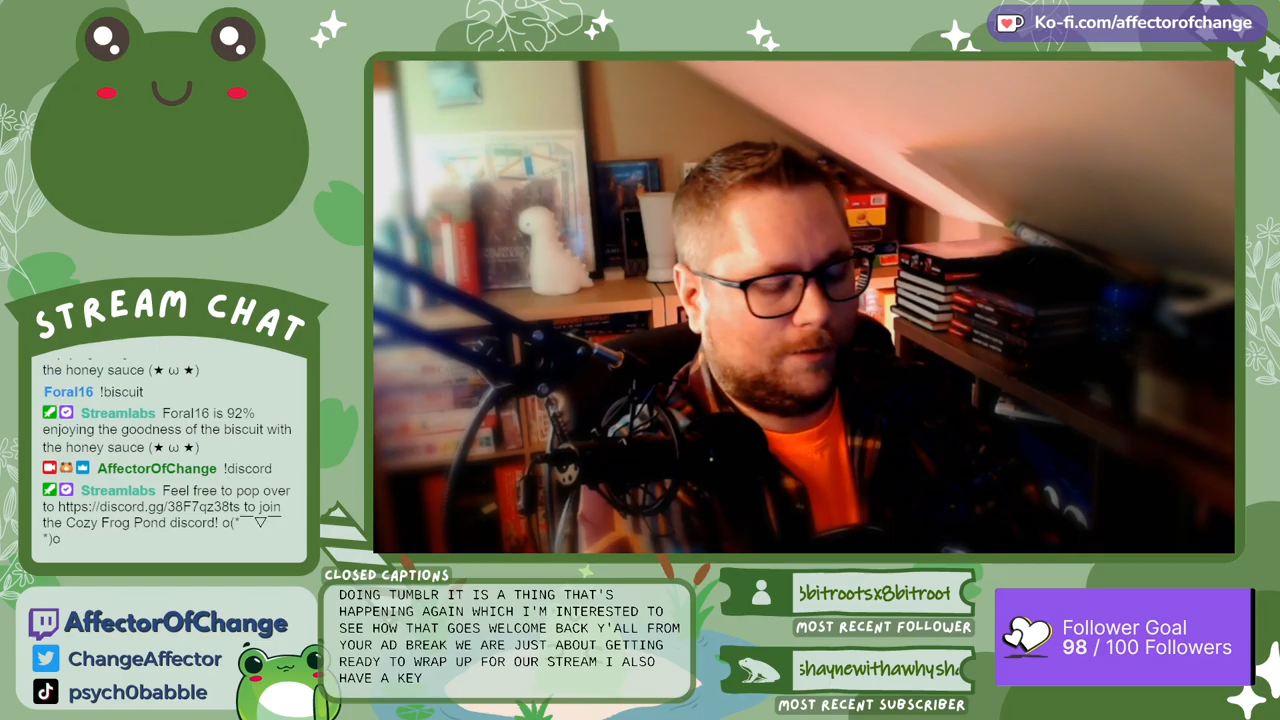 Ko-fi.com/affectorofchange
STREAM CHAT
the honey sauce (★ ω ★)
Foral16 !biscuit
Streamlabs Foral16 is 92%
enjoying the goodness of the biscuit with
the honey sauce (★ ω ★)
AffectorOfChange !discord
Streamlabs Feel free to pop over
to https://discord.gg/38F7qz38ts to join
the Cozy Frog Pond discord! o(*￣▽￣
*)o
AffectorOfChange
ChangeAffector
psych0babble
CLOSED CAPTIONS
DOING TUMBLR IT IS A THING THAT'S
HAPPENING AGAIN WHICH I'M INTERESTED TO
SEE HOW THAT GOES WELCOME BACK Y'ALL FROM
YOUR AD BREAK WE ARE JUST ABOUT GETTING
READY TO WRAP UP FOR OUR STREAM I ALSO
HAVE A KEY
bitrootsx8bitroot
MOST RECENT FOLLOWER
shaynewithawhysh
MOST RECENT SUBSCRIBER
Follower Goal
98 / 100 Followers